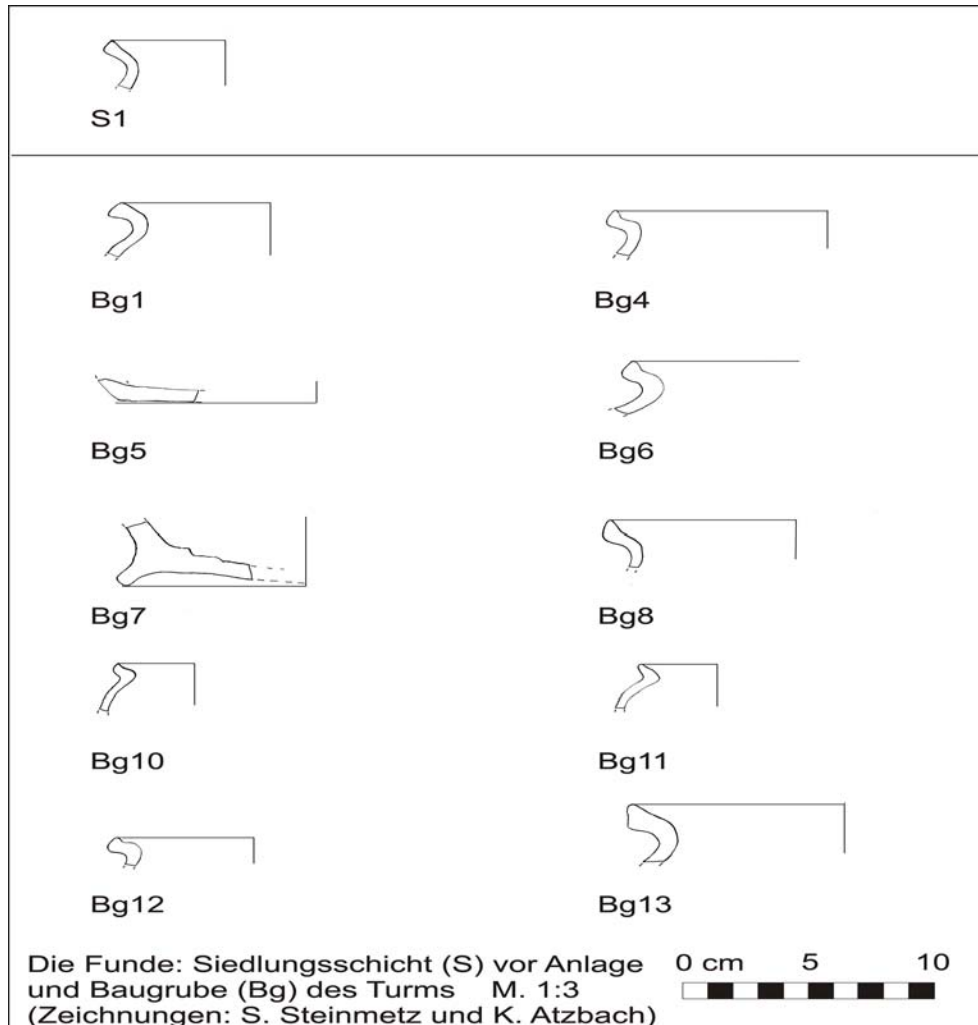 S1
Bg1 Bg4
Bg5 Bg6
Bg7 Bg8
Bg10 Bg11
Bg12 Bg13
Die Funde: Siedlungsschicht (S) vor Anlage
und Baugrube (Bg) des Turms M. 1:3
(Zeichnungen: S. Steinmetz und K. Atzbach)
0 cm 5 10